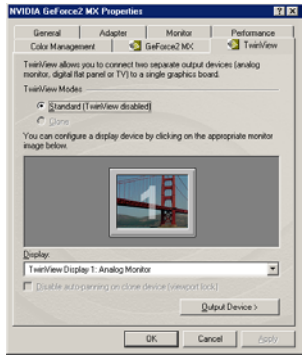 NVIDIA GeForce2 MX Properties
General Adapter Monitor Performance
Color Management GeForce2 MX TwinView
TwinView allows you to connect two separate output devices (analog
monitor, digital flat panel or TV) to a single graphics board.
TwinView Modes
Standard (TwinView disabled)
Clone
You can configure a display device by clicking on the appropriate monitor
image below.
1
Display:
TwinView Display 1: Analog Monitor
Disable auto-panning on clone device (viewport lock)
Output Device >
OK Cancel Apply